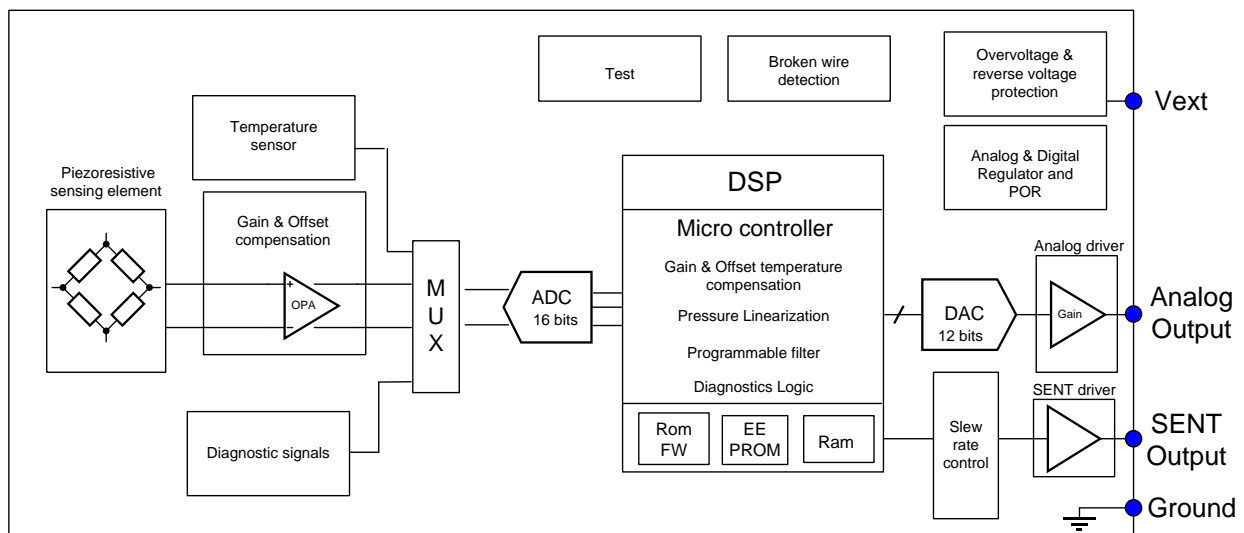 Test
Broken wire
detection
Overvoltage &
reverse voltage
protection
Vext
Temperature
sensor
Analog & Digital
Regulator and
POR
Piezoresistive
sensing element
Gain & Offset
compensation
+
OPA
−
MUX
ADC
16 bits
DSP
Micro controller
Gain & Offset temperature
compensation
Pressure Linearization
Programmable filter
Diagnostics Logic
Rom
FW
EE
PROM
Ram
DAC
12 bits
Analog driver
Gain
Analog
Output
Diagnostic signals
Slew
rate
control
SENT driver
SENT
Output
Ground